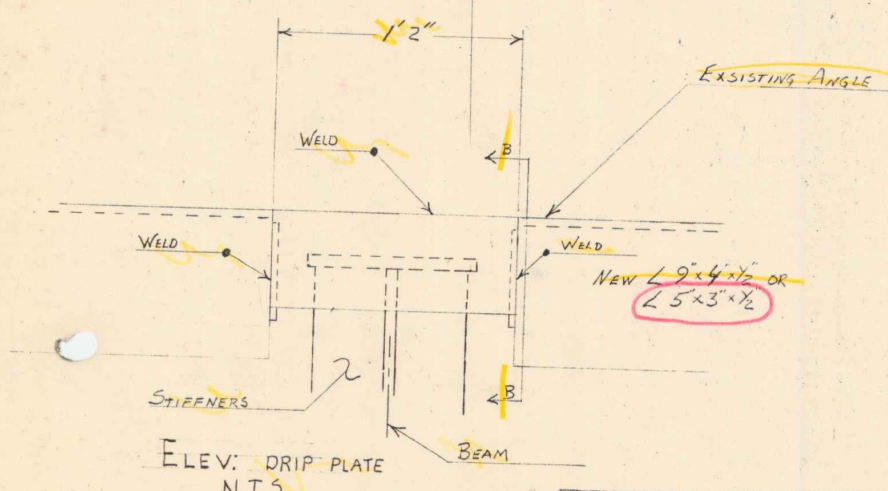 1' 2"
EXSISTING ANGLE
WELD
B
WELD
WELD
NEW ∠ 9"x4"x½" OR
∠ 5"x3"x½"
STIFFNERS
B
BEAM
ELEV: DRIP PLATE
N.T.S.